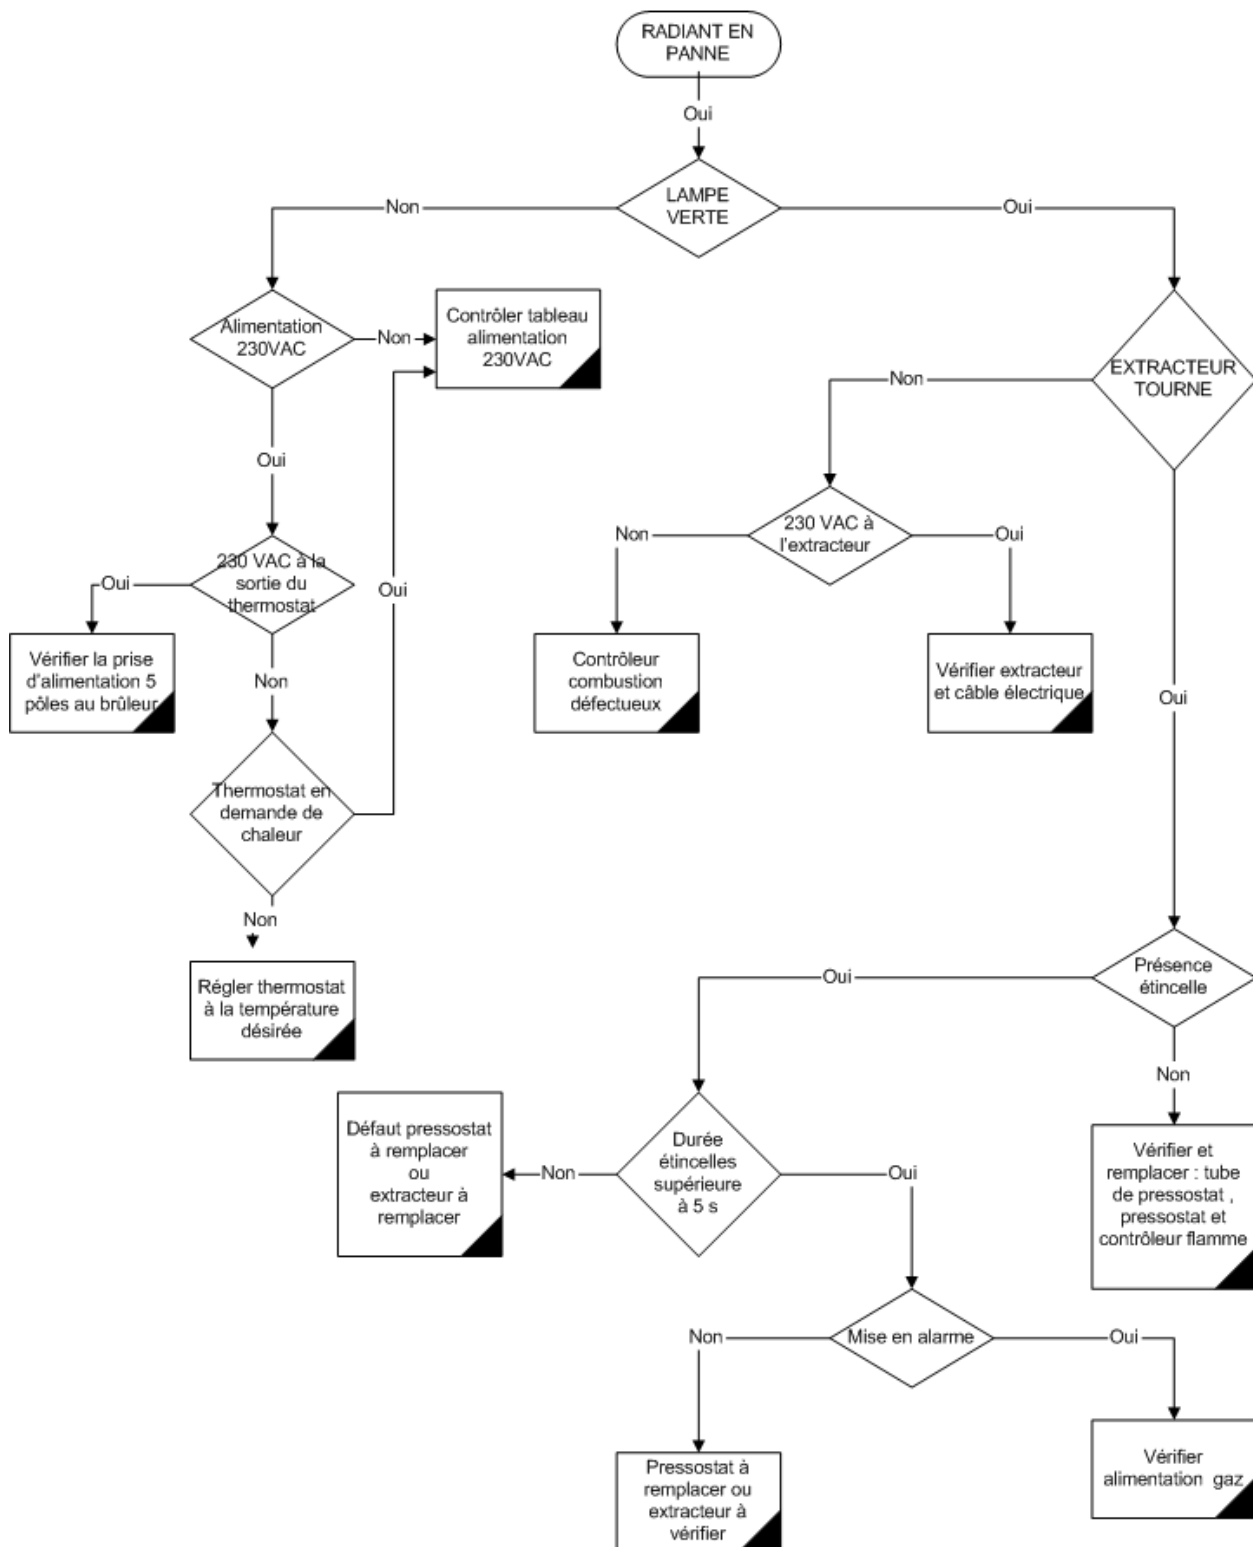 RADIANT EN
PANNE
Oui
LAMPE
VERTE
Non
Oui
Alimentation
230VAC
Non
Contrôler tableau
alimentation
230VAC
EXTRACTEUR
TOURNE
Non
Oui
230 VAC à
l'extracteur
Non
Oui
230 VAC à la
sortie du
thermostat
Oui
Oui
Vérifier la prise
d'alimentation 5
pôles au brûleur
Non
Contrôleur
combustion
défectueux
Vérifier extracteur
et câble électrique
Oui
Thermostat en
demande de
chaleur
Non
Régler thermostat
à la température
désirée
Présence
étincelle
Oui
Non
Défaut pressostat
à remplacer
ou
extracteur à
remplacer
Non
Durée
étincelles
supérieure
à 5 s
Oui
Vérifier et
remplacer : tube
de pressostat ,
pressostat et
contrôleur flamme
Non
Mise en alarme
Oui
Pressostat à
remplacer ou
extracteur à
vérifier
Vérifier
alimentation gaz